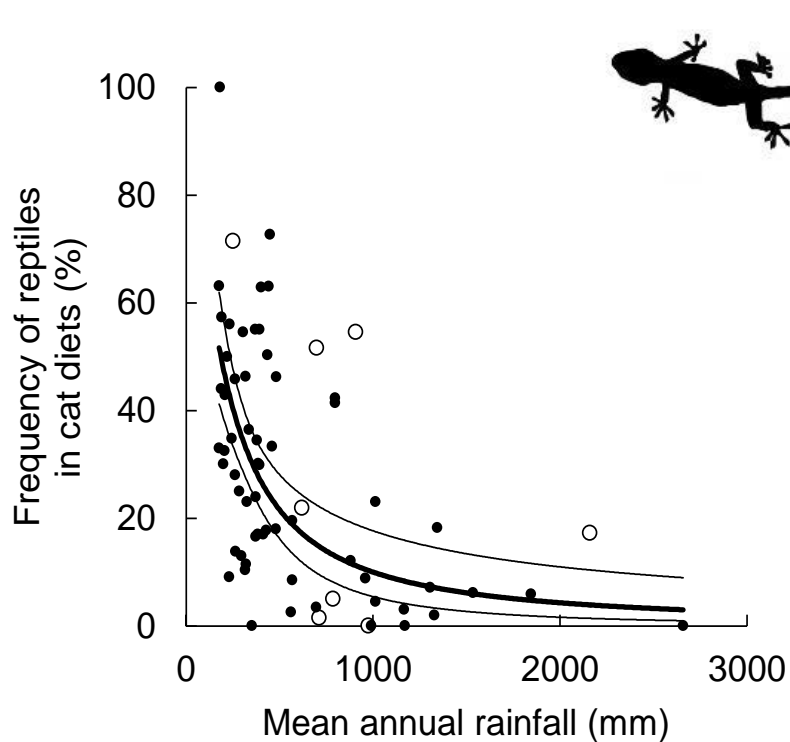 100
80
60
40
20
0
Frequency of reptiles
in cat diets (%)
0 1000 2000 3000
Mean annual rainfall (mm)